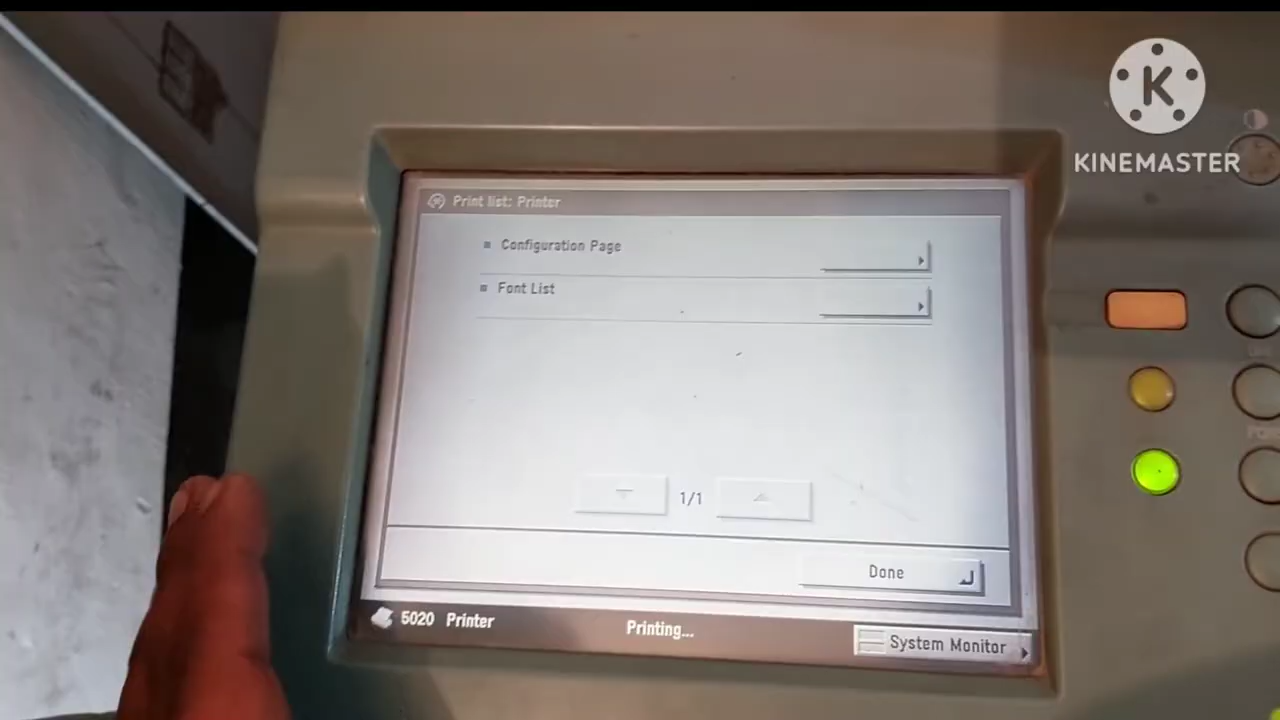 K
KINEMASTER
Print list: Printer
Configuration Page
Font List
1/1
Done
5020 Printer
Printing...
System Monitor